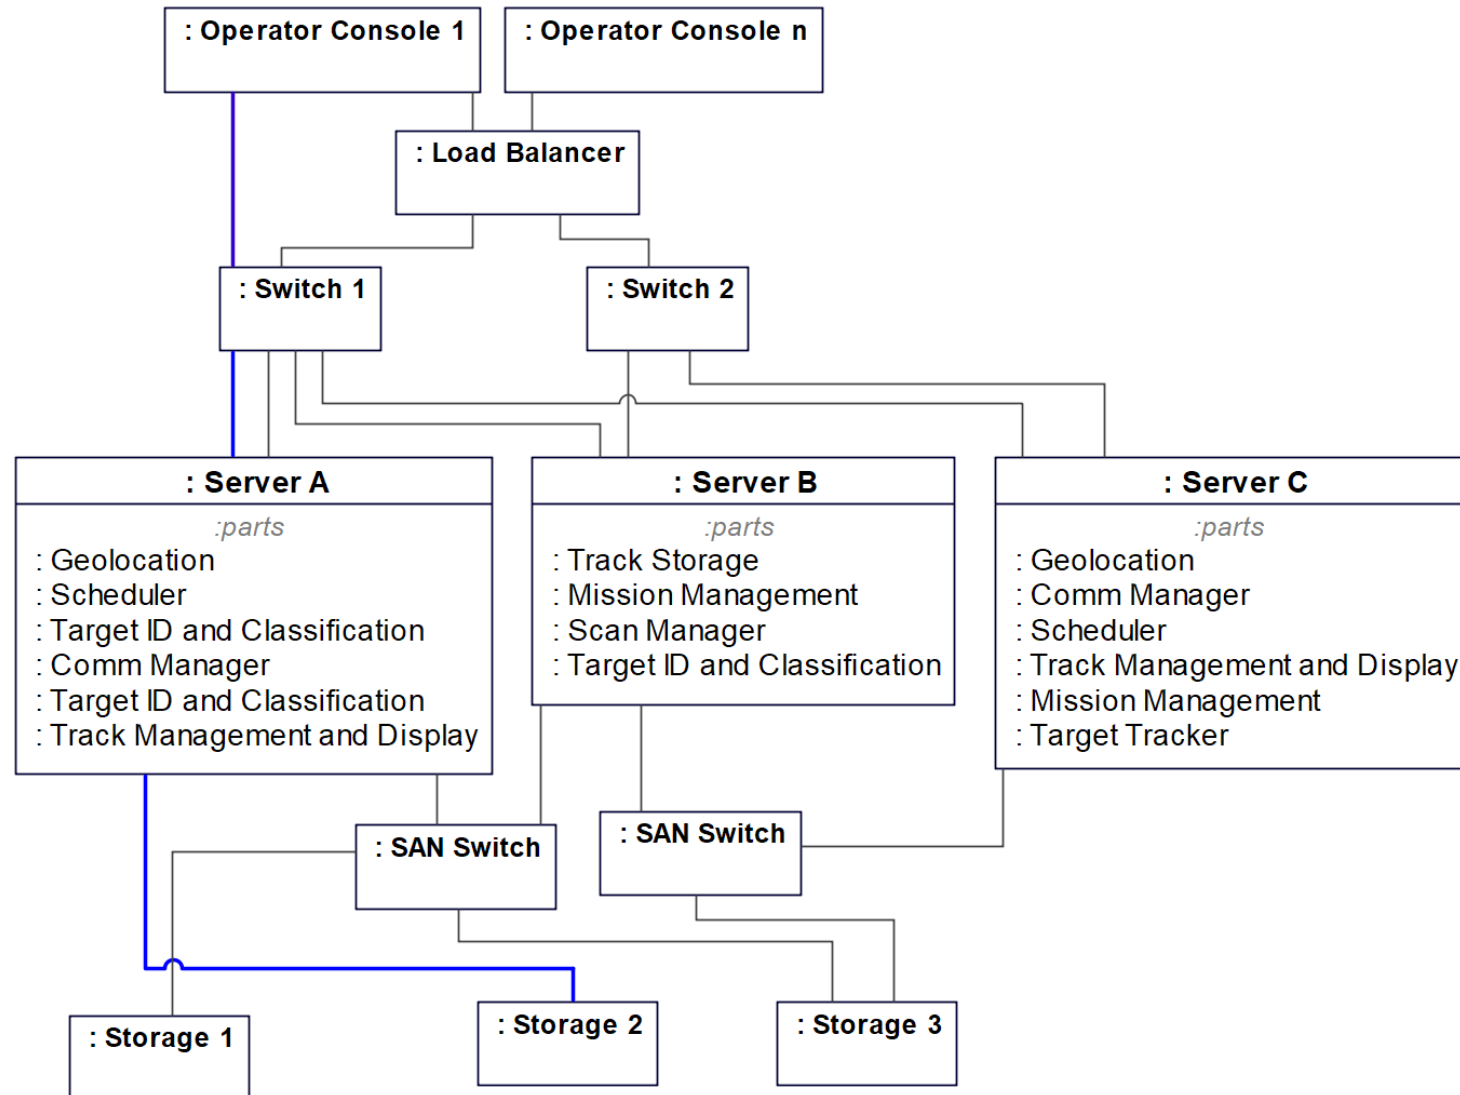 : Operator Console 1
: Operator Console n
: Load Balancer
: Switch 1
: Switch 2
: Server A
:parts
: Geolocation
: Scheduler
: Target ID and Classification
: Comm Manager
: Target ID and Classification
: Track Management and Display
: Server B
:parts
: Track Storage
: Mission Management
: Scan Manager
: Target ID and Classification
: Server C
:parts
: Geolocation
: Comm Manager
: Scheduler
: Track Management and Display
: Mission Management
: Target Tracker
: SAN Switch
: SAN Switch
: Storage 1
: Storage 2
: Storage 3